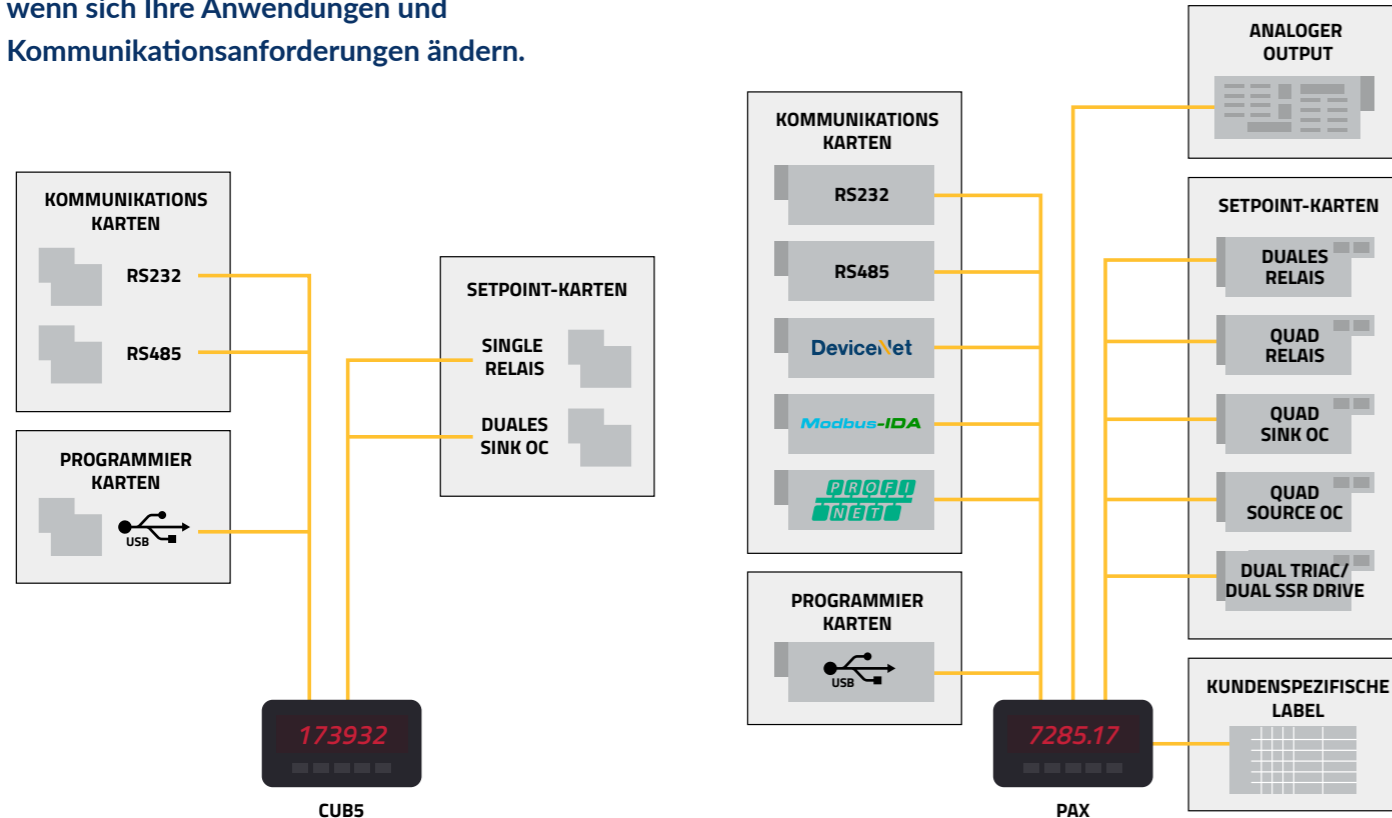 wenn sich Ihre Anwendungen und
Kommunikationsanforderungen ändern.
KOMMUNIKATIONS
KARTEN
RS232
RS485
PROGRAMMIER
KARTEN
USB
SETPOINT-KARTEN
SINGLE
RELAIS
DUALES
SINK OC
173932
CUB5
KOMMUNIKATIONS
KARTEN
RS232
RS485
DeviceNet
Modbus-IDA
PROFI
NET
PROGRAMMIER
KARTEN
USB
ANALOGER
OUTPUT
SETPOINT-KARTEN
DUALES
RELAIS
QUAD
RELAIS
QUAD
SINK OC
QUAD
SOURCE OC
DUAL TRIAC/
DUAL SSR DRIVE
KUNDENSPEZIFISCHE
LABEL
7285.17
PAX